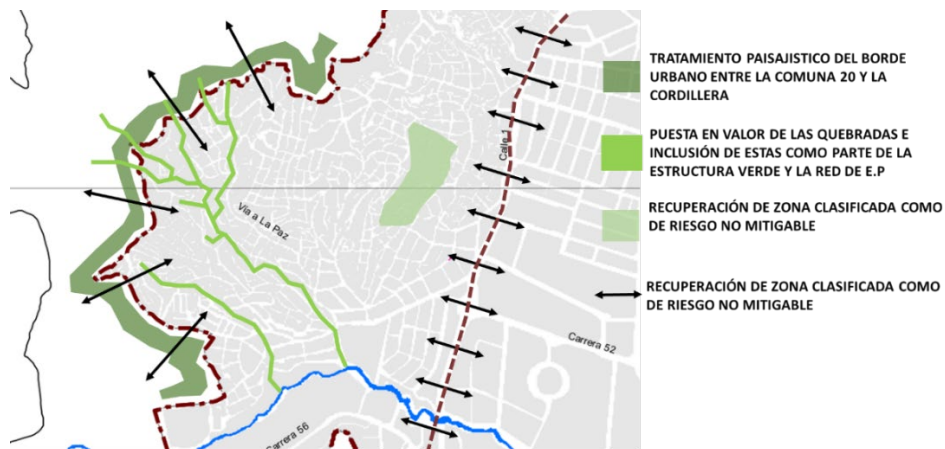 TRATAMIENTO PAISAJISTICO DEL BORDE
URBANO ENTRE LA COMUNA 20 Y LA
CORDILLERA
PUESTA EN VALOR DE LAS QUEBRADAS E
INCLUSIÓN DE ESTAS COMO PARTE DE LA
ESTRUCTURA VERDE Y LA RED DE E.P
RECUPERACIÓN DE ZONA CLASIFICADA COMO
DE RIESGO NO MITIGABLE
RECUPERACIÓN DE ZONA CLASIFICADA COMO
DE RIESGO NO MITIGABLE
Calle 1
Vía a La Paz
Carrera 52
Carrera 56